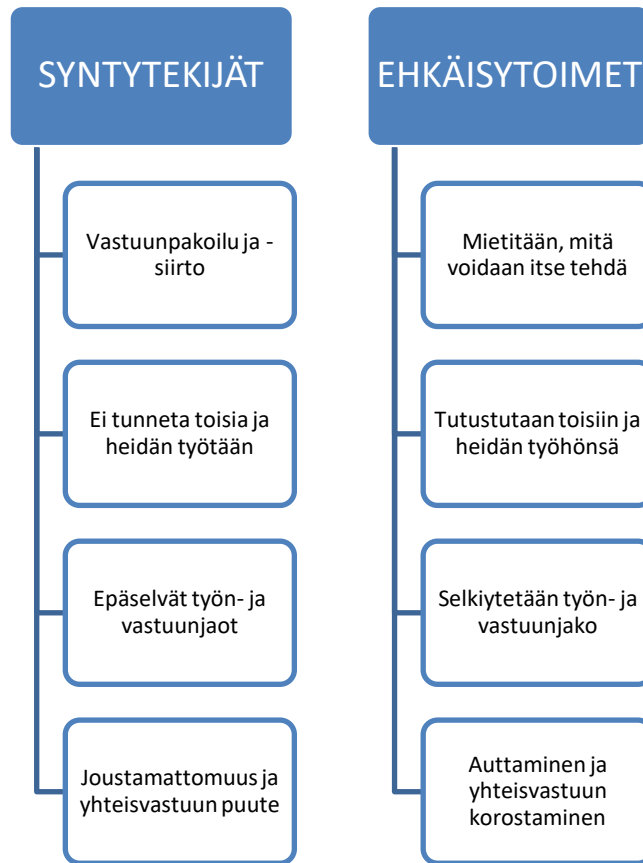 SYNTYTEKIJÄT
Vastuunpakoilu ja -
siirto
Ei tunneta toisia ja
heidän työtään
Epäselvät työn- ja
vastuunjaot
Joustamattomuus ja
yhteisvastuun puute
EHKÄISYTOIMET
Mietitään, mitä
voidaan itse tehdä
Tutustutaan toisiin ja
heidän työhönsä
Selkiytetään työn- ja
vastuunjako
Auttaminen ja
yhteisvastuun
korostaminen